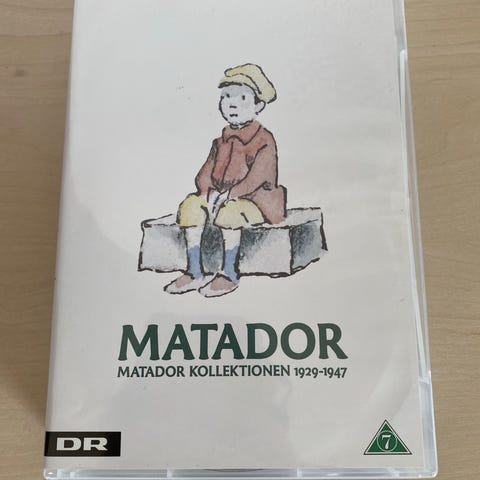 MATADOR
MATADOR KOLLEKTIONEN 1929-1947
DR
7